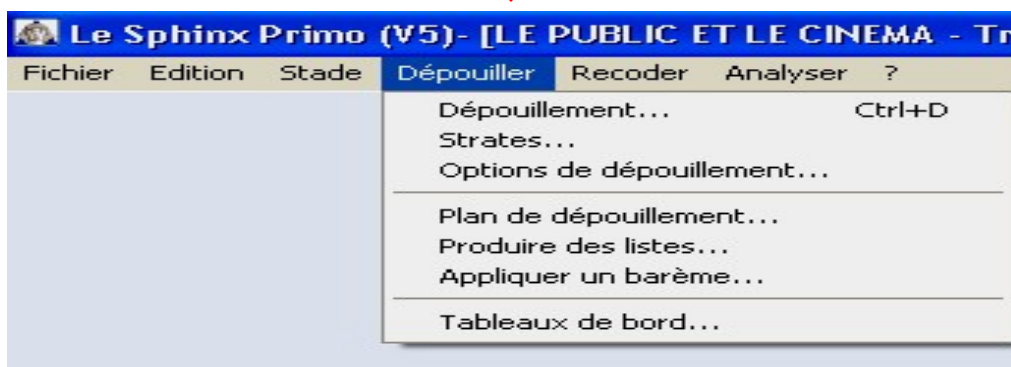 Le Sphinx Primo (V5)- [LE PUBLIC ET LE CINEMA - Tr
Fichier Edition Stade Dépouiller Recoder Analyser ?
Dépouillement... Ctrl+D
Strates...
Options de dépouillement...
Plan de dépouillement...
Produire des listes...
Appliquer un barème...
Tableaux de bord...